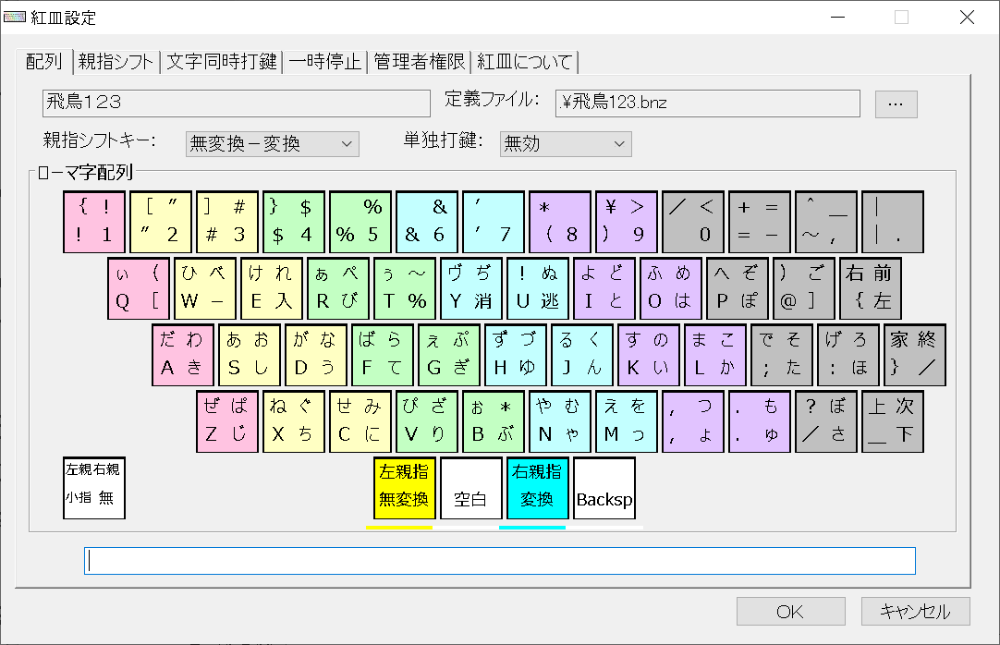 紅皿設定
配列 親指シフト 文字同時打鍵 一時停止 管理者権限 紅皿について
飛鳥１２３ 定義ファイル: .¥飛鳥123.bnz ...
親指シフトキー: 無変換－変換 単独打鍵: 無効
ローマ字配列
{ ! [ ” ] # } $ % & ’ * ¥ > ／ < + = ^ ＿ |
! 1 ” 2 # 3 $ 4 % 5 & 6 ’ 7 ( 8 ) 9 0 = － ～ , | .
ぃ ( ひ べ け れ ぁ ぺ ぅ ～ ヴ ぢ ! ぬ よ ど ふ め へ ぞ ) ご 右 前
Q [ W － E 入 R び T % Y 消 U 逃 I と O は P ぽ @ ] { 左
だ わ あ お が な ば ら ぇ ぷ ず づ る く す の ま こ で そ げ ろ 家 終
A き S し D う F て G ぎ H ゆ J ん K い L か ; た : ほ } ／
ぜ ぱ ね ぐ せ み ぴ ざ ぉ * や む え を , つ . も ? ぼ 上 次
Z じ X ち C に V り B ぶ N ゃ M っ , ょ . ゅ ／ さ ＿ 下
左親 右親 左親指 右親指
小指 無 無変換 空白 変換 Backsp
OK キャンセル